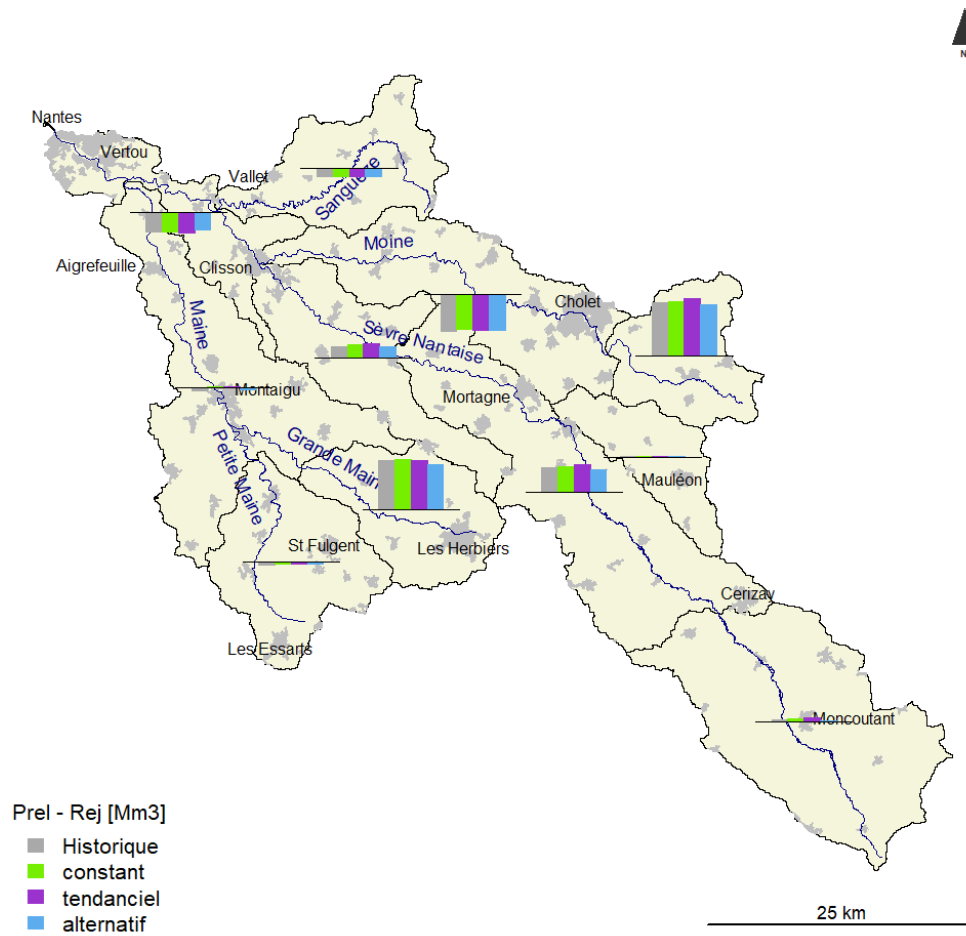 N
Nantes
Vertou
Vallet
Sanguèze
Moine
Aigrefeuille
Clisson
Cholet
Maine
Sèvre Nantaise
Montaigu
Mortagne
Petite Maine
Grande Main
Mauléon
St Fulgent
Les Herbiers
Cerizay
Les Essarts
Moncoutant
Prel - Rej [Mm3]
Historique
constant
tendanciel
alternatif
25 km